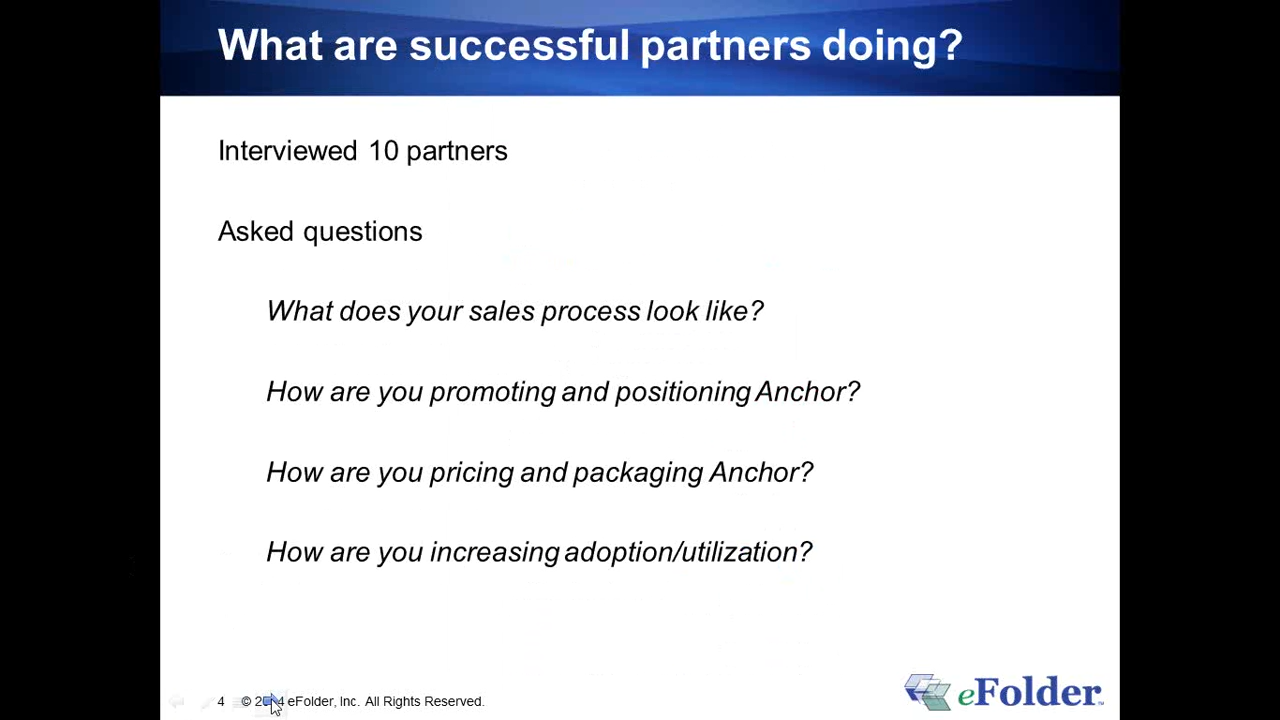 What are successful partners doing?
Interviewed 10 partners
Asked questions
What does your sales process look like?
How are you promoting and positioning Anchor?
How are you pricing and packaging Anchor?
How are you increasing adoption/utilization?
4 © eFolder, Inc. All Rights Reserved.
eFolder™